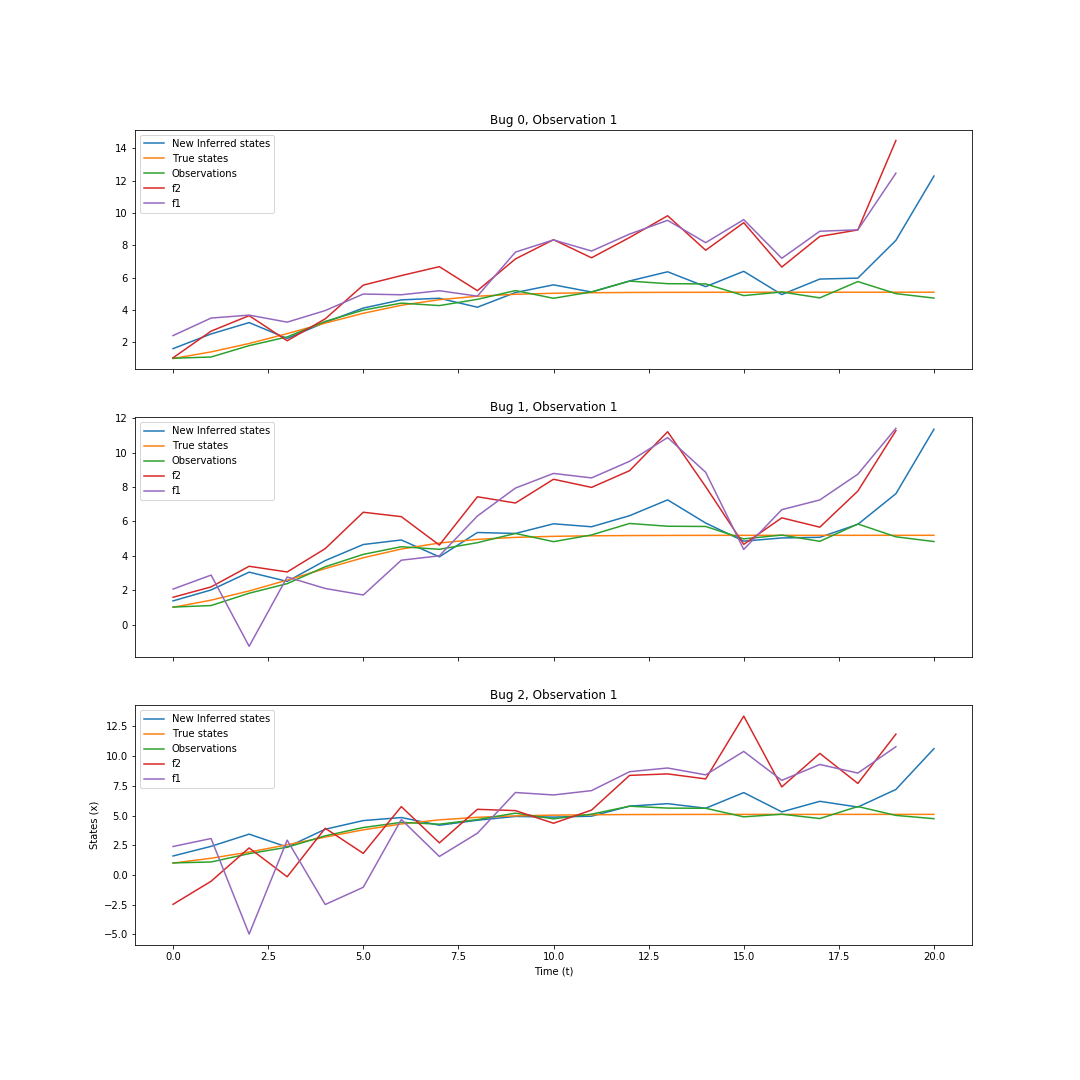 Bug 0, Observation 1
New Inferred states
True states
Observations
f2
f1
14
12
10
8
6
4
2
Bug 1, Observation 1
New Inferred states
True states
Observations
f2
f1
12
10
8
6
4
2
0
Bug 2, Observation 1
New Inferred states
True states
Observations
f2
f1
12.5
10.0
7.5
5.0
2.5
0.0
−2.5
−5.0
States (x)
0.0 2.5 5.0 7.5 10.0 12.5 15.0 17.5 20.0
Time (t)